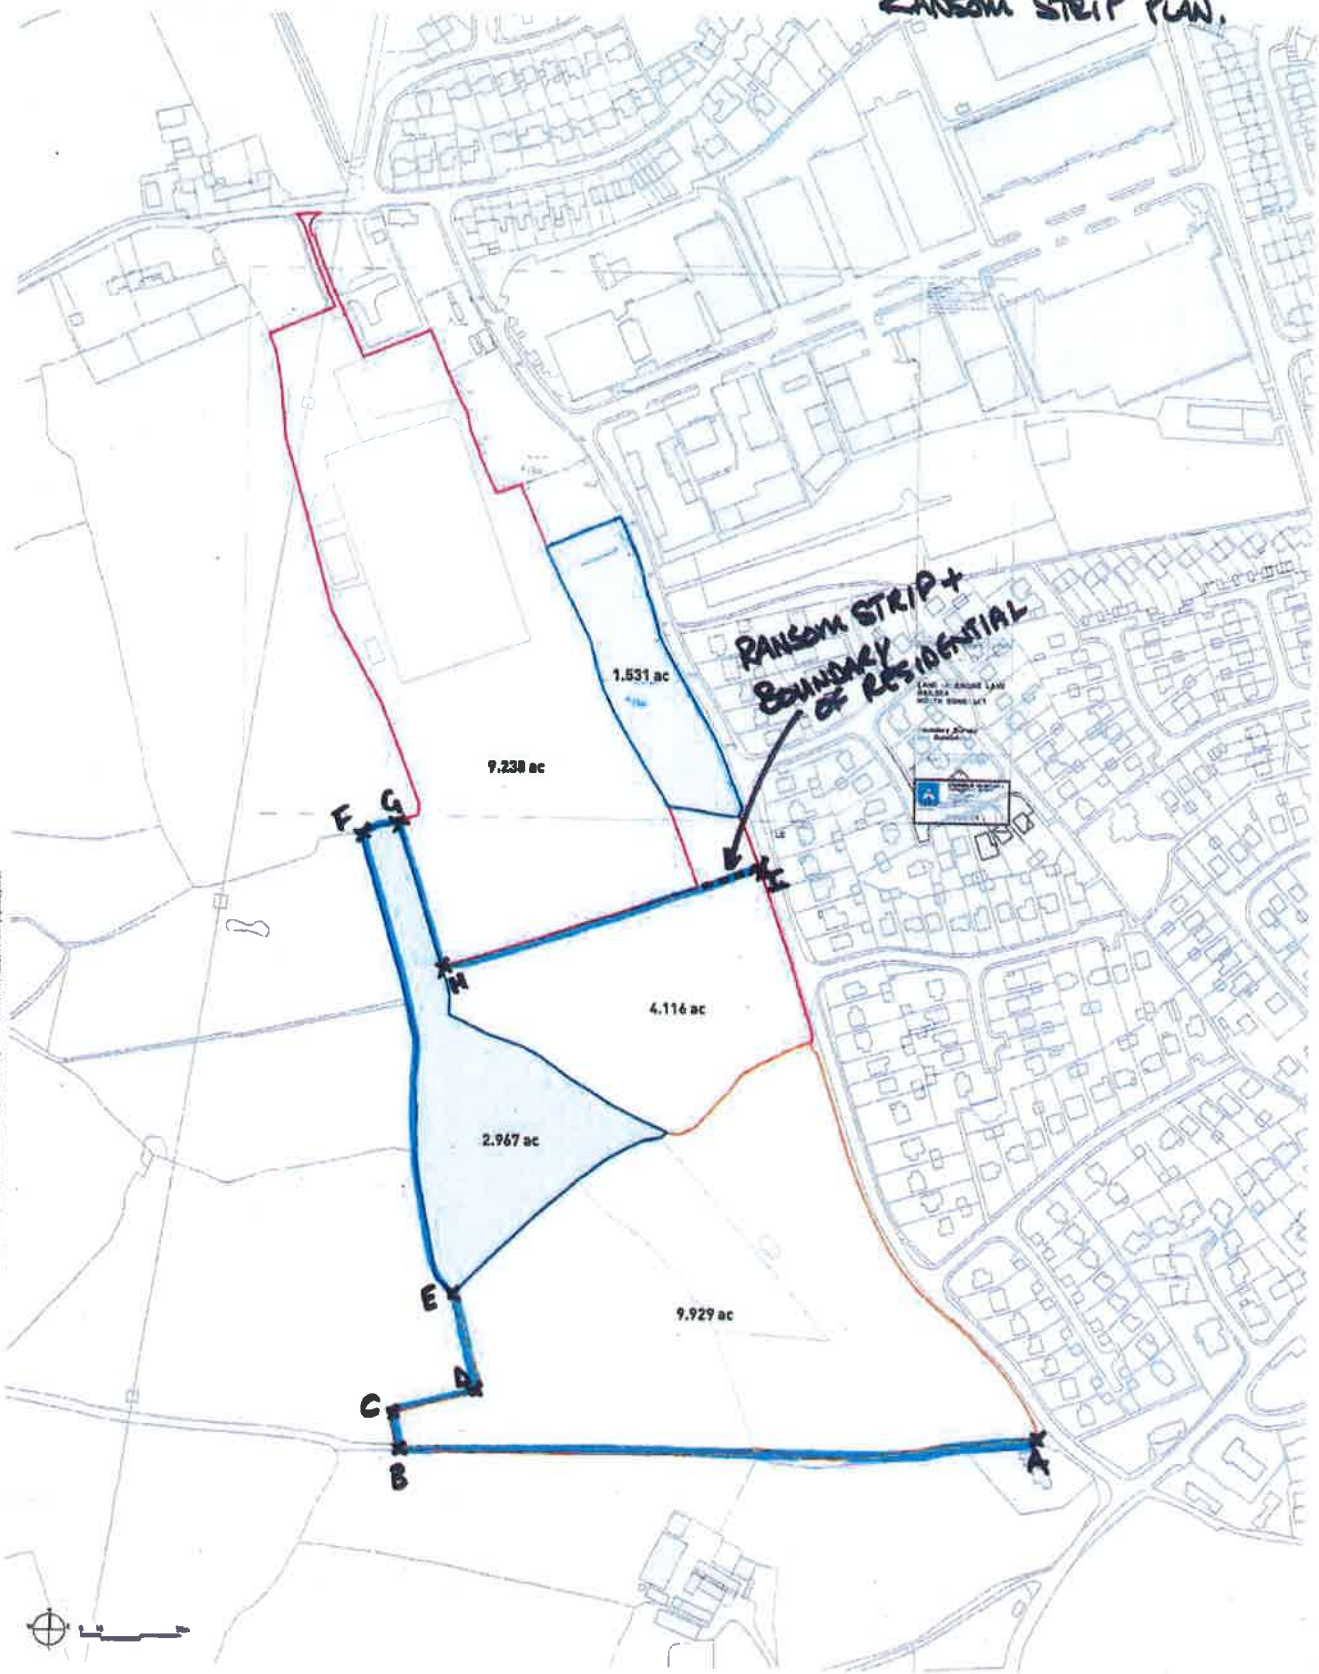 RANSOM STRIP PLAN.
RANSOM STRIP +
BOUNDARY
OF RESIDENTIAL
1.531 ac
9.238 ac
F
G
I
H
4.116 ac
2.967 ac
E
9.929 ac
D
C
B
A